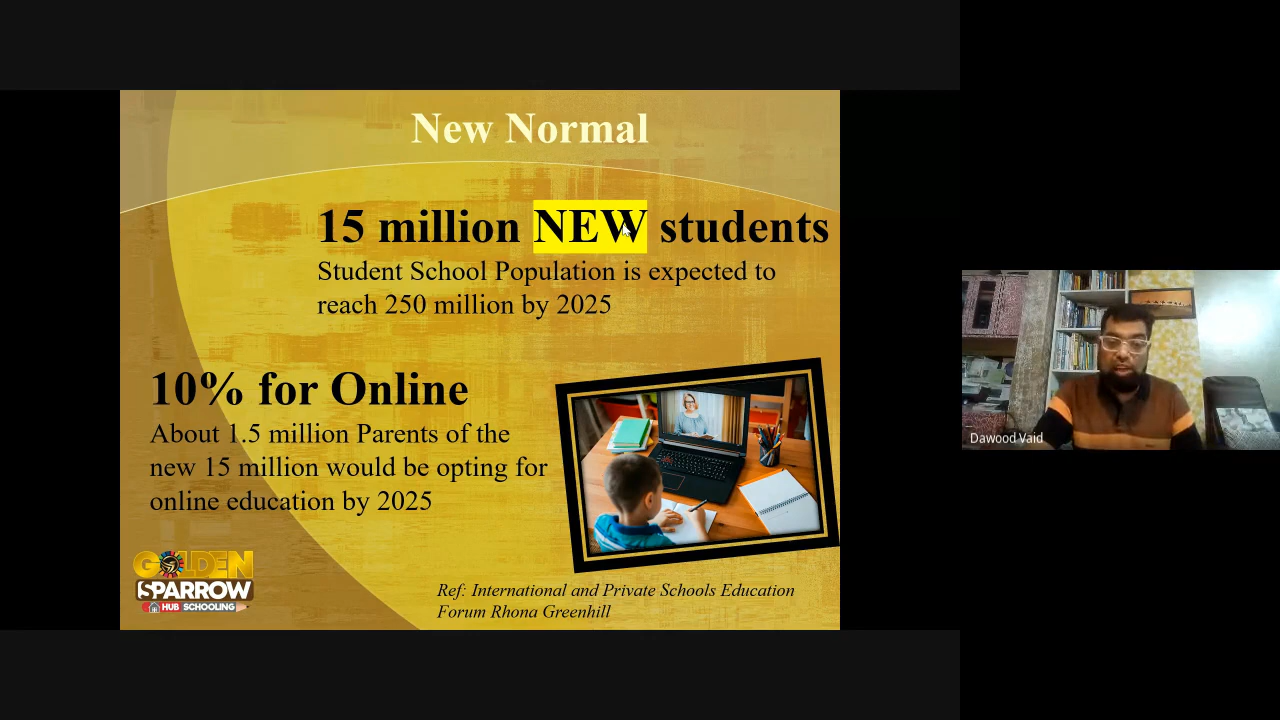 New Normal
15 million NEW students
Student School Population is expected to
reach 250 million by 2025
10% for Online
About 1.5 million Parents of the
new 15 million would be opting for
online education by 2025
GOLDEN
SPARROW
HUB SCHOOLING
Ref: International and Private Schools Education
Forum Rhona Greenhill
Dawood Vaid